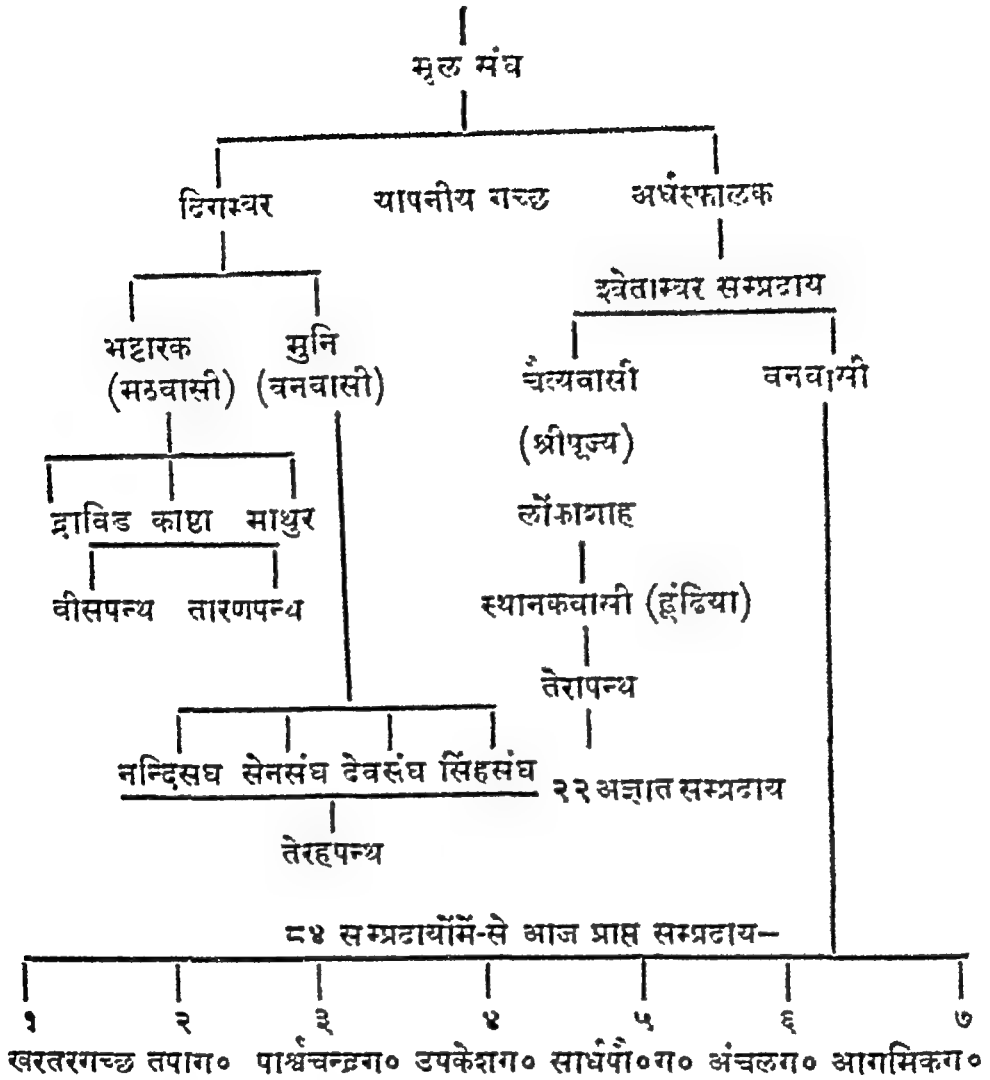 मूल संघ
दिगम्बर यापनीय गच्छ अर्धस्फालक
श्वेताम्बर सम्प्रदाय
भट्टारक मुनि
(मठवासी) (वनवासी) चैत्यवासी वनवासी
(श्रीपूज्य)
द्राविड काष्ठा माथुर लोंकाशाह
वीसपन्थ तारणपन्थ स्थानकवासी (ढूंढिया)
तेरापन्थ
नन्दिसघ सेनसंघ देवसंघ सिंहसंघ २२ अज्ञात सम्प्रदाय
तेरहपन्थ
८४ सम्प्रदायोंमें-से आज प्राप्त सम्प्रदाय–
१ २ ३ ४ ५ ६ ७
खरतरगच्छ तपाग० पार्श्वचन्द्रग० उपकेशग० सार्धपौ०ग० अंचलग० आगमिकग०